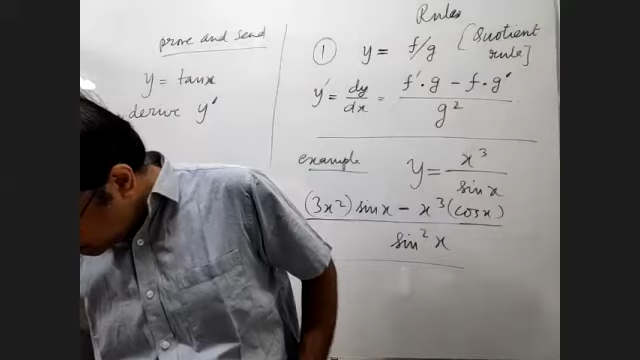 prove and send
y = tanx
derive y'
Rules
① y = f/g [Quotient rule]
y' = dy/dx = f'·g - f·g' / g²
example y = x³/sinx
(3x²) sinx - x³(cosx)
sin²x